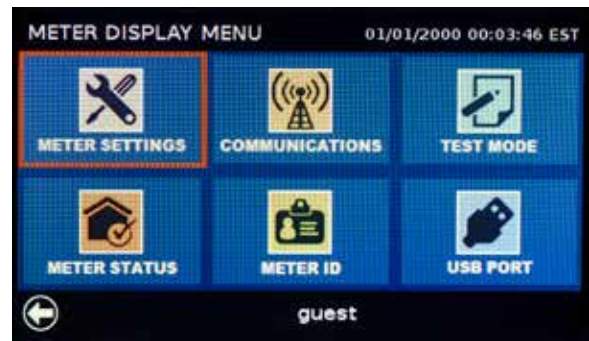 METER DISPLAY MENU 01/01/2000 00:03:46 EST
METER SETTINGS COMMUNICATIONS TEST MODE
METER STATUS METER ID USB PORT
guest